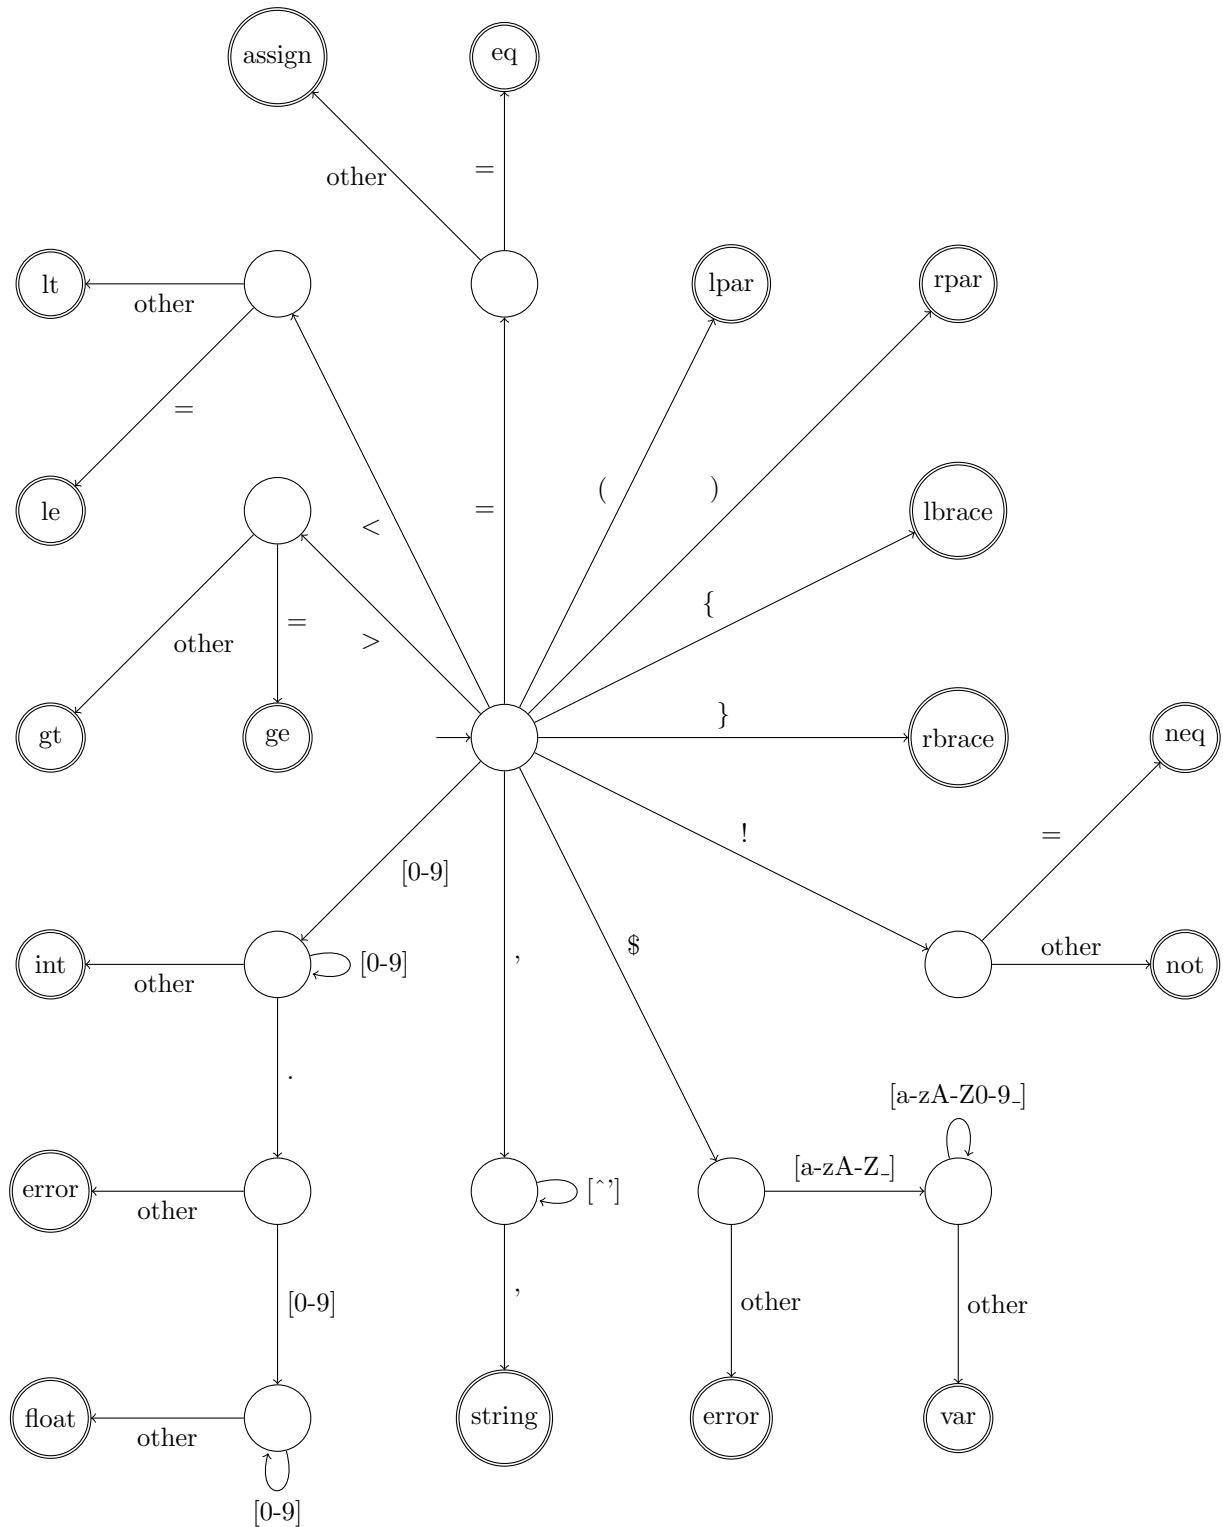 assign
eq
other
=
lt
other
lpar
rpar
=
le
<
=
(
)
lbrace
{
other
=
>
gt
ge
}
rbrace
neq
!
=
[0-9]
$
int
other
[0-9]
'
other
not
.
[a-zA-Z0-9_]
error
other
[^']
[a-zA-Z_]
[0-9]
'
other
other
float
other
string
error
var
[0-9]